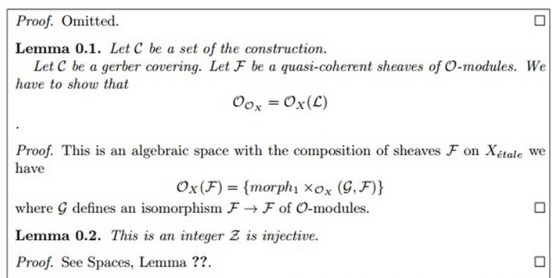 Proof. Omitted. □
Lemma 0.1. Let 𝒞 be a set of the construction.
Let 𝒞 be a gerber covering. Let ℱ be a quasi-coherent sheaves of 𝒪-modules. We
have to show that
𝒪_{𝒪_X} = 𝒪_X(ℒ)
.
Proof. This is an algebraic space with the composition of sheaves ℱ on X_{étale} we
have
𝒪_X(ℱ) = {morph_1 ×_{𝒪_X} (𝒢, ℱ)}
where 𝒢 defines an isomorphism ℱ → ℱ of 𝒪-modules. □
Lemma 0.2. This is an integer 𝒵 is injective.
Proof. See Spaces, Lemma ??. □